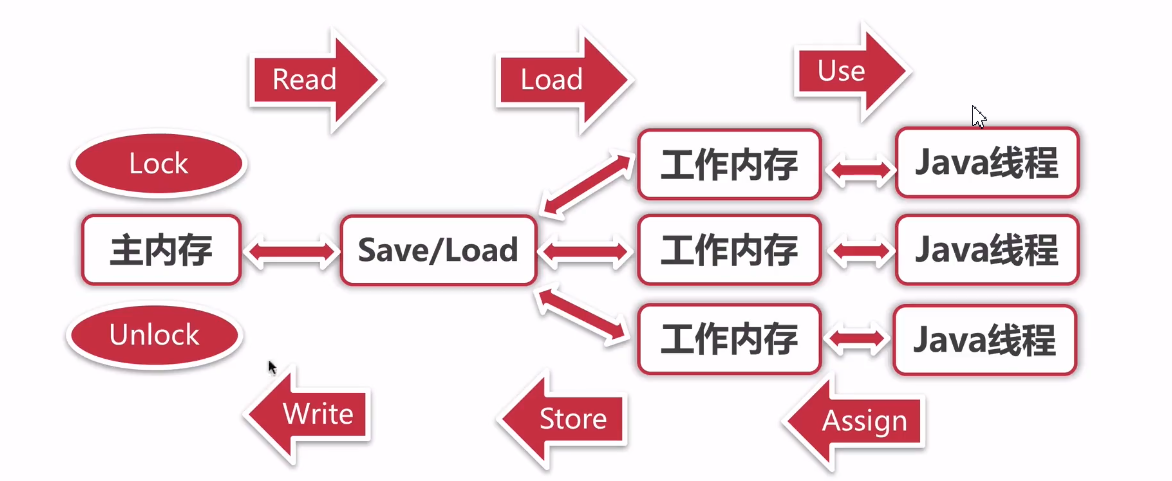 Read
Load
Use
Lock
工作内存
Java线程
主内存
Save/Load
工作内存
Java线程
Unlock
工作内存
Java线程
Write
Store
Assign